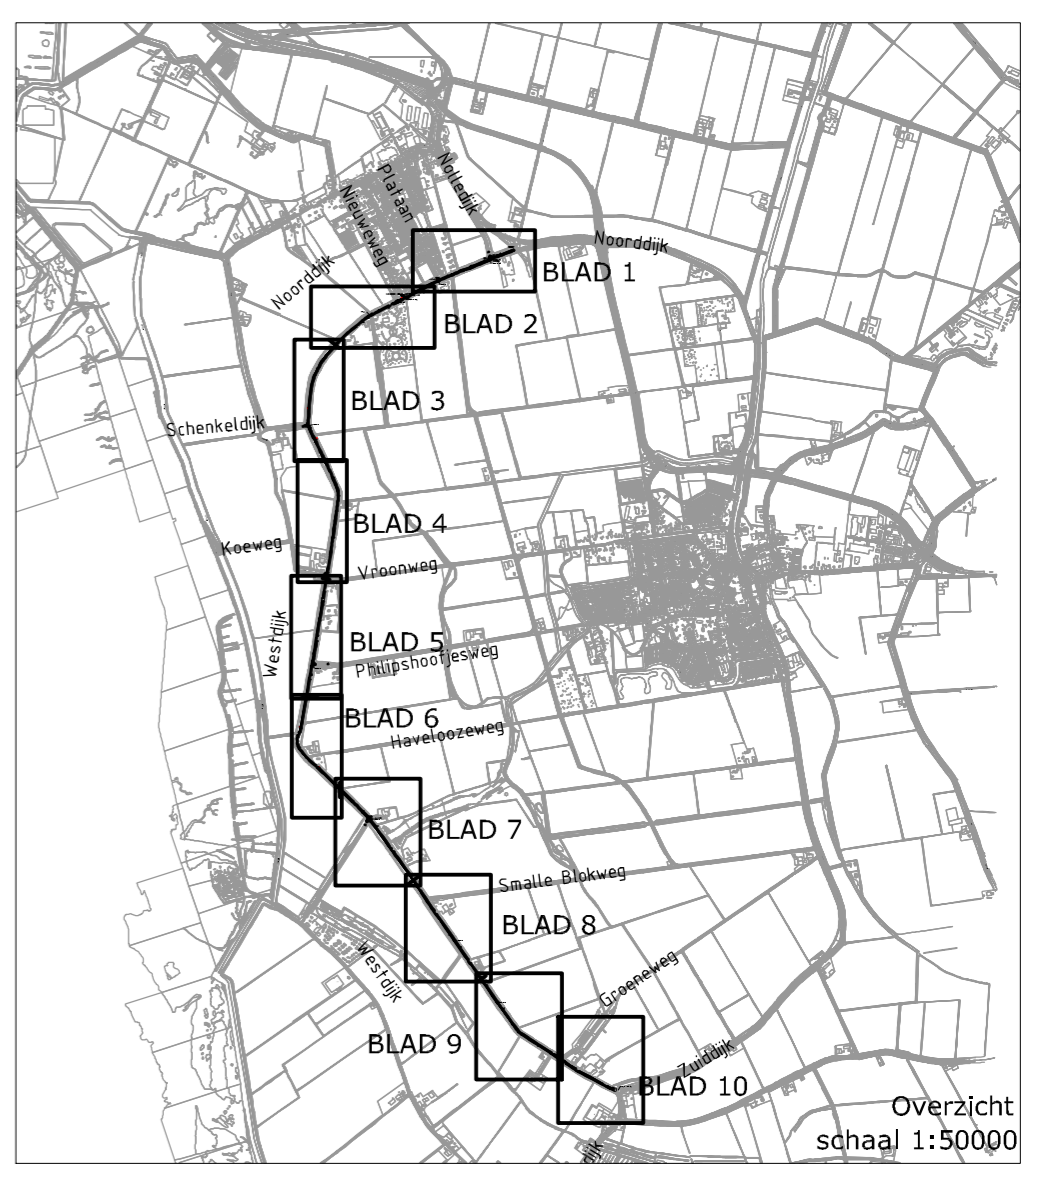 Nolledijk
Plataan
Nieuweweg
Noorddijk
BLAD 1
Noorddijk
BLAD 2
BLAD 3
Schenkeldijk
BLAD 4
Koeweg
Vroonweg
Westdijk
BLAD 5
Philipshoofjesweg
BLAD 6
Haveloozeweg
BLAD 7
Smalle Blokweg
BLAD 8
Westdijk
Groeneweg
BLAD 9
Zuiddijk
BLAD 10
Overzicht
schaal 1:50000
dijk